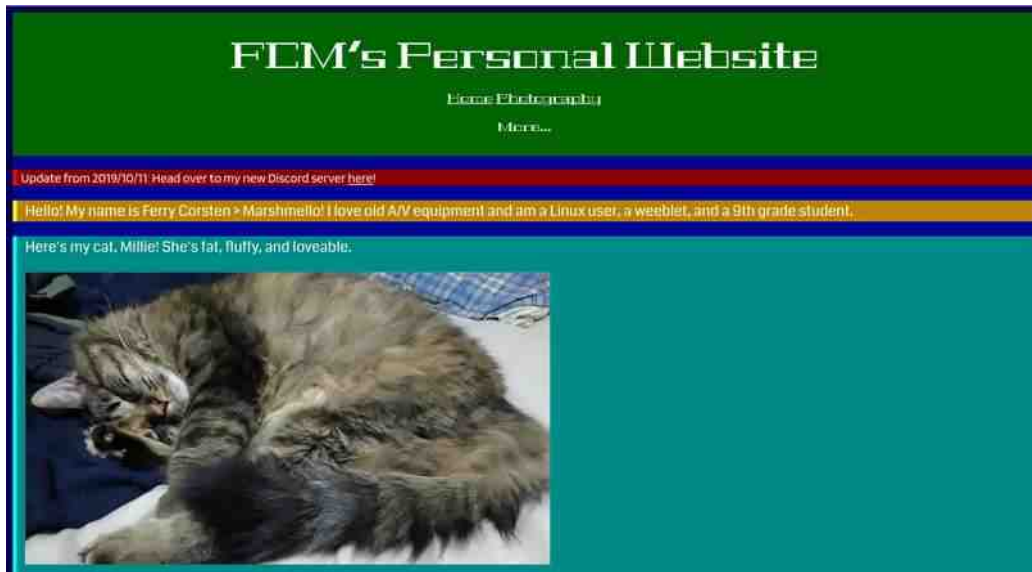 FCM's Personal Website
Home Photography
More...
Update from 2019/10/11: Head over to my new Discord server here!
Hello! My name is Ferry Corsten > Marshmello! I love old A/V equipment and am a Linux user, a weeblet, and a 9th grade student.
Here's my cat, Millie! She's fat, fluffy, and loveable.